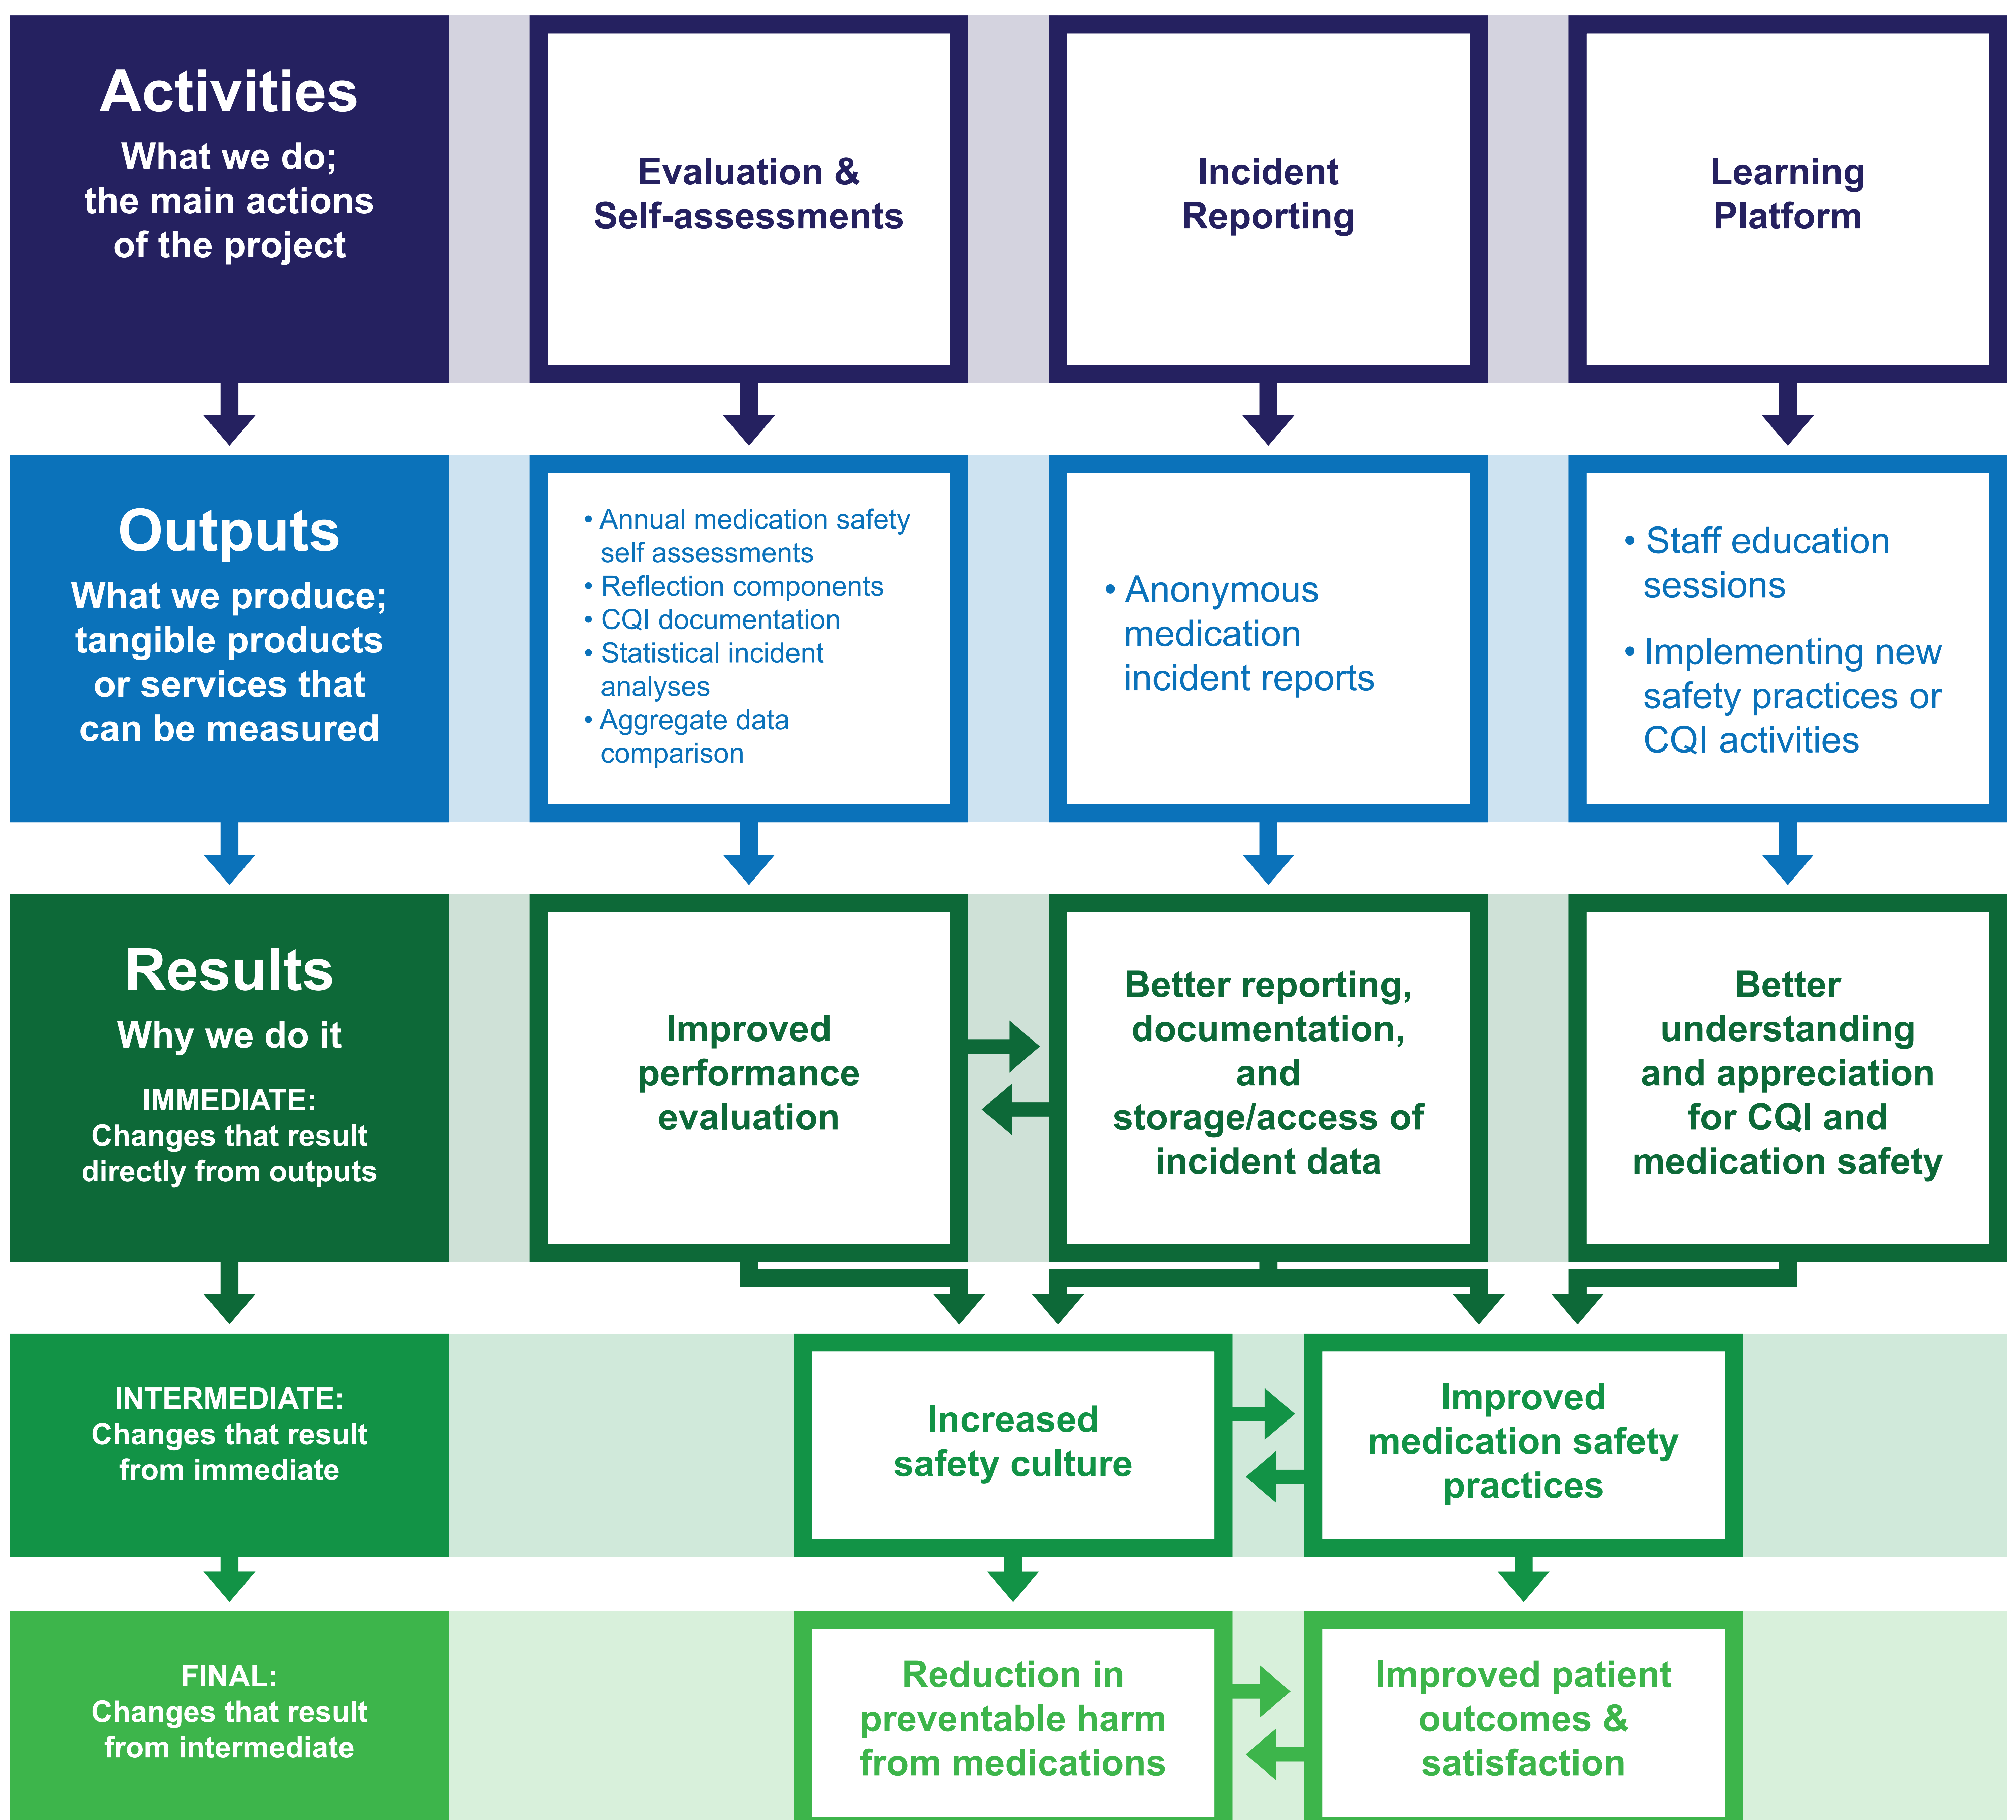 Activities
What we do;
the main actions
of the project
Evaluation &
Self-assessments
Incident
Reporting
Learning
Platform
Outputs
What we produce;
tangible products
or services that
can be measured
• Annual medication safety
self assessments
• Reflection components
• CQI documentation
• Statistical incident
analyses
• Aggregate data
comparison
• Anonymous
medication
incident reports
• Staff education
sessions
• Implementing new
safety practices or
CQI activities
Results
Why we do it
IMMEDIATE:
Changes that result
directly from outputs
Improved
performance
evaluation
Better reporting,
documentation,
and
storage/access of
incident data
Better
understanding
and appreciation
for CQI and
medication safety
INTERMEDIATE:
Changes that result
from immediate
Increased
safety culture
Improved
medication safety
practices
FINAL:
Changes that result
from intermediate
Reduction in
preventable harm
from medications
Improved patient
outcomes &
satisfaction